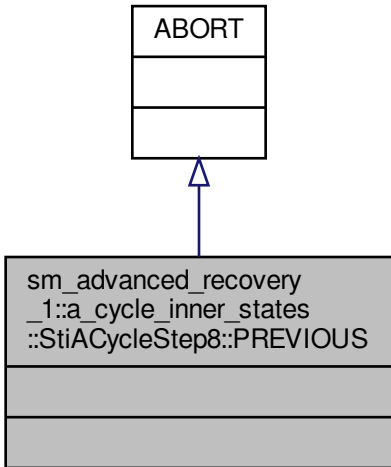 ABORT
sm_advanced_recovery
_1::a_cycle_inner_states
::StiACycleStep8::PREVIOUS